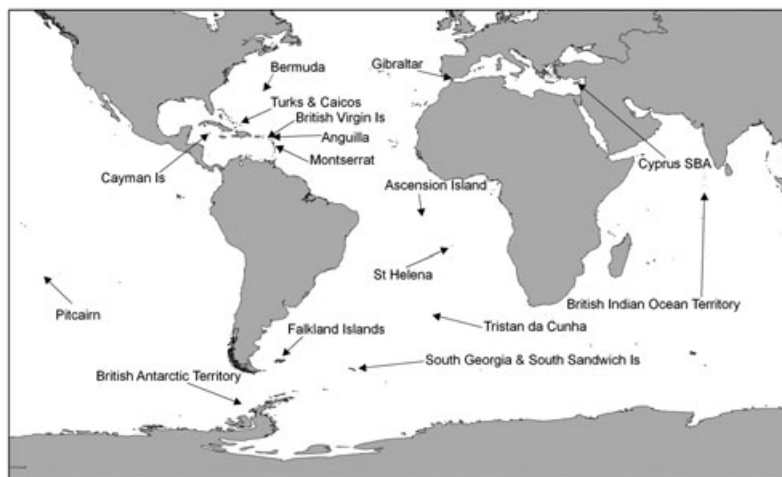 Bermuda
Gibraltar
Turks & Caicos
British Virgin Is
Anguilla
Montserrat
Cayman Is
Cyprus SBA
Ascension Island
St Helena
British Indian Ocean Territory
Pitcairn
Tristan da Cunha
Falkland Islands
South Georgia & South Sandwich Is
British Antarctic Territory